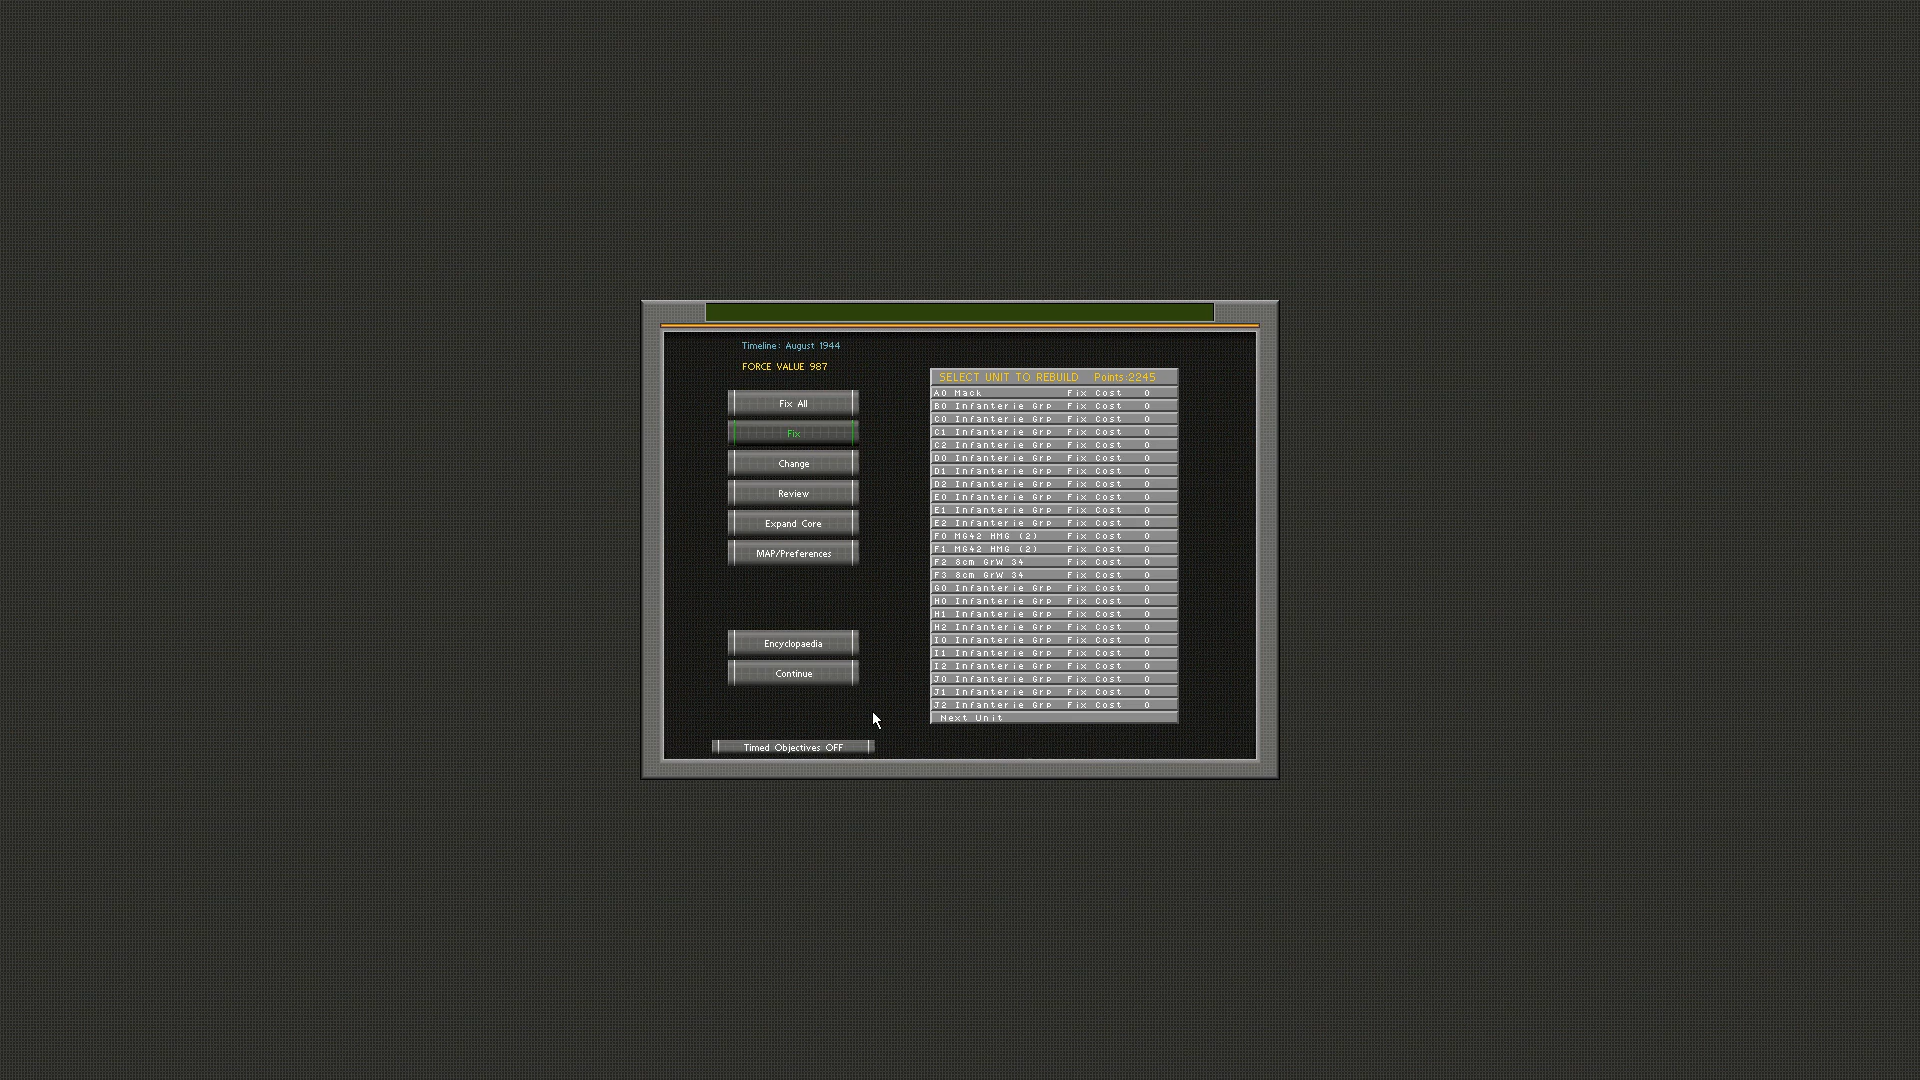 Timeline: August 1944
FORCE VALUE 987
Fix All
Fix
Change
Review
Expand Core
MAP/Preferences
Encyclopaedia
Continue
Timed Objectives OFF
SELECT UNIT TO REBUILD Points:2245
A0 Mack Fix Cost 0
B0 Infanterie Grp Fix Cost 0
C0 Infanterie Grp Fix Cost 0
C1 Infanterie Grp Fix Cost 0
C2 Infanterie Grp Fix Cost 0
D0 Infanterie Grp Fix Cost 0
D1 Infanterie Grp Fix Cost 0
D2 Infanterie Grp Fix Cost 0
E0 Infanterie Grp Fix Cost 0
E1 Infanterie Grp Fix Cost 0
E2 Infanterie Grp Fix Cost 0
F0 MG42 HMG (2) Fix Cost 0
F1 MG42 HMG (2) Fix Cost 0
F2 8cm GrW 34 Fix Cost 0
F3 8cm GrW 34 Fix Cost 0
G0 Infanterie Grp Fix Cost 0
H0 Infanterie Grp Fix Cost 0
H1 Infanterie Grp Fix Cost 0
H2 Infanterie Grp Fix Cost 0
I0 Infanterie Grp Fix Cost 0
I1 Infanterie Grp Fix Cost 0
I2 Infanterie Grp Fix Cost 0
J0 Infanterie Grp Fix Cost 0
J1 Infanterie Grp Fix Cost 0
J2 Infanterie Grp Fix Cost 0
Next Unit